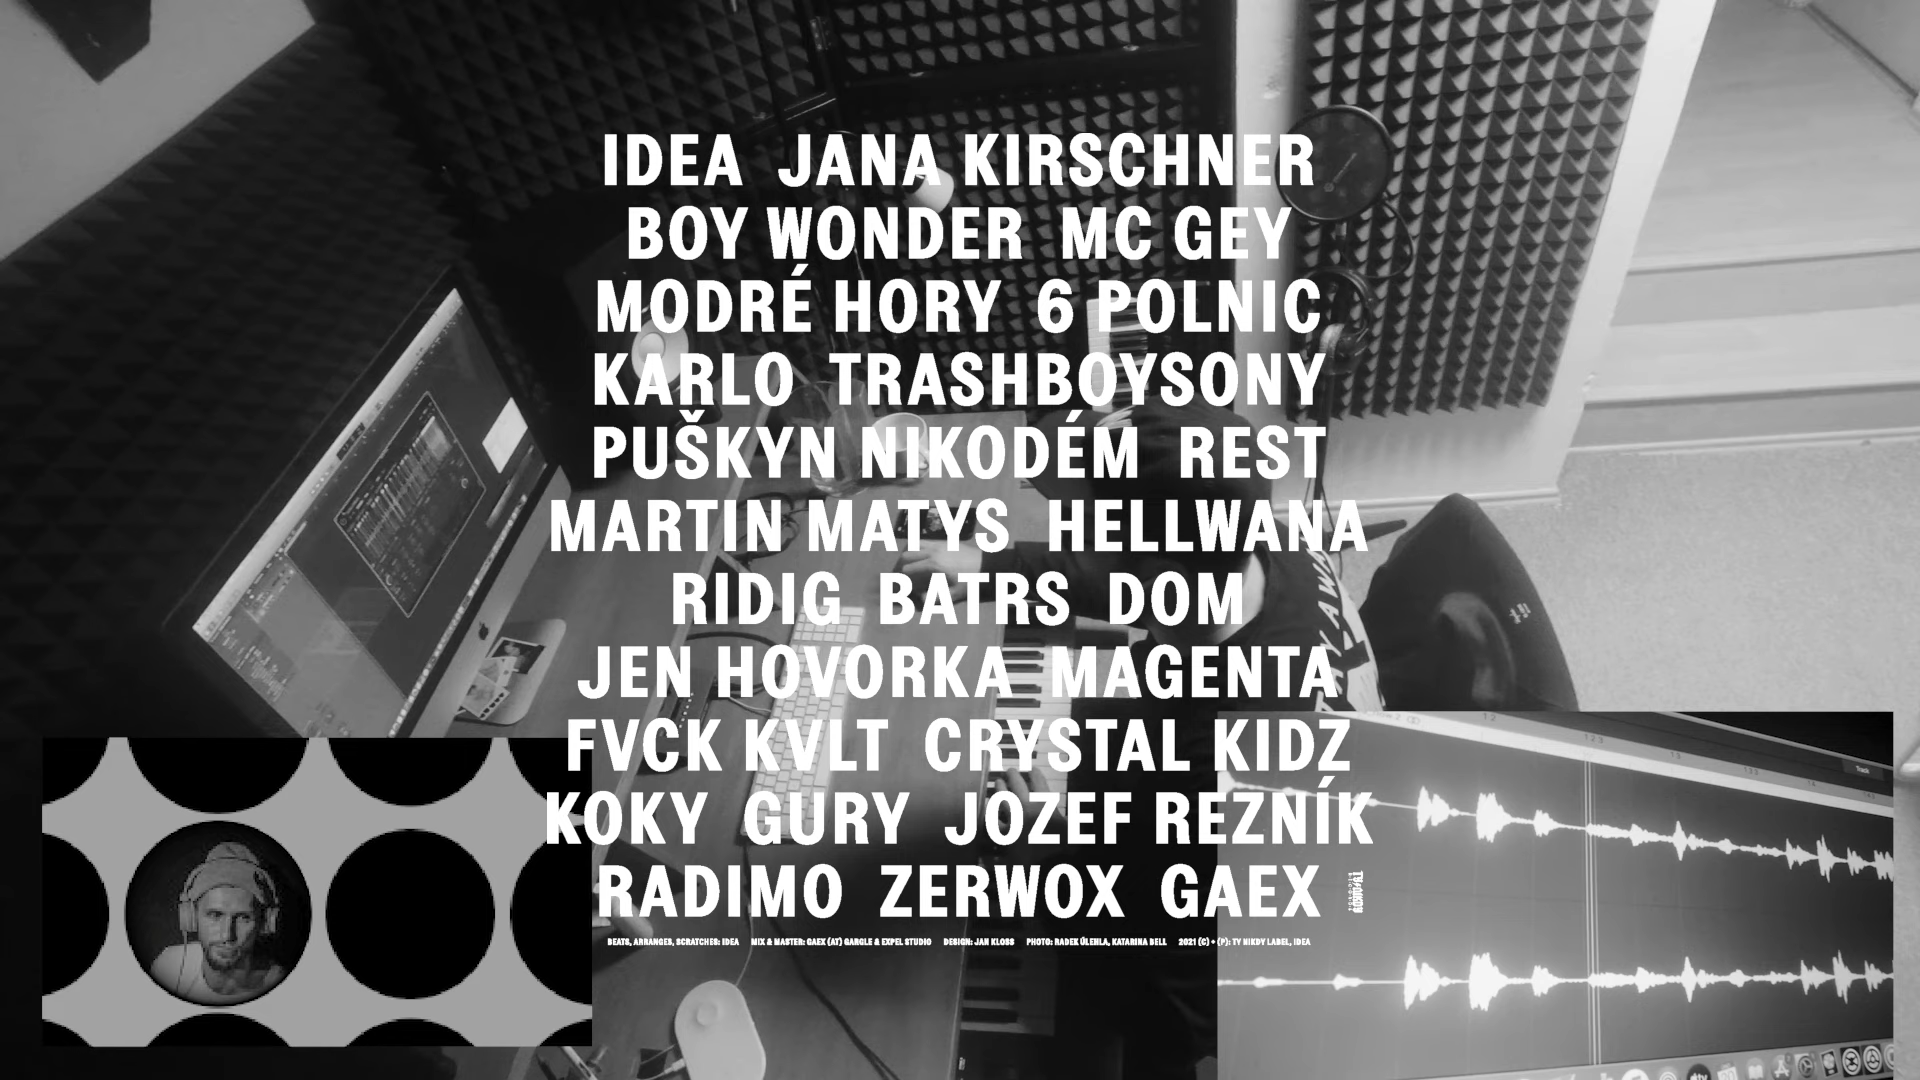 IDEA JANA KIRSCHNER
BOY WONDER MC GEY
MODRÉ HORY 6 POLNIC
KARLO TRASHBOYSONY
PUŠKYN NIKODÉM REST
MARTIN MATYS HELLWANA
RIDIG BATRS DOM
JEN HOVORKA MAGENTA
FVCK KVLT CRYSTAL KIDZ
KOKY GURY JOZEF REZNÍK
RADIMO ZERWOX GAEX
BEATS, ARRANGES, SCRATCHES: IDEA MIX & MASTER: GAEX (AT) GARGLE & EXPEL STUDIO DESIGN: JAN KLOSS PHOTO: RADEK ÚLEHLA, KATARINA BELL 2021 (C) + (P): TY NIKDY LABEL, IDEA
TY NIKDY
Track